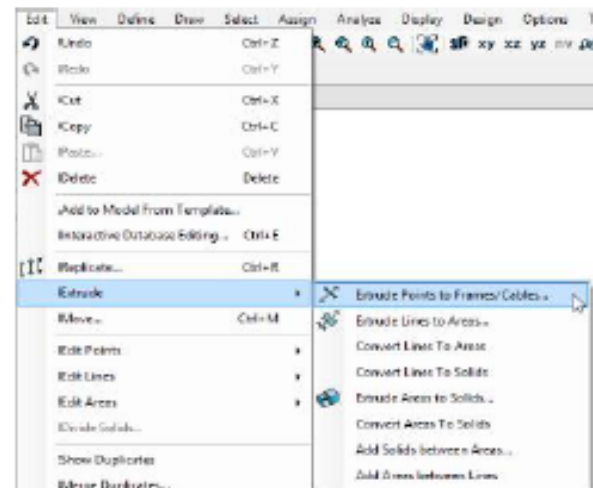 Edit View Define Draw Select Assign Analyze Display Design Options
Undo Ctrl+Z
xy xz yz nv
Redo Ctrl+Y
Cut Ctrl+X
Copy Ctrl+C
Paste... Ctrl+V
Delete Delete
Add to Model From Template...
Interactive Database Editing... Ctrl+E
Replicate... Ctrl+R
Extrude
Extrude Points to Frames/Cables...
Move... Ctrl+M
Extrude Lines to Areas...
Convert Lines To Areas
Edit Points
Convert Lines To Solids
Edit Lines
Extrude Areas to Solids...
Edit Areas
Convert Areas To Solids
Divide Solids...
Add Solids between Areas...
Show Duplicates
Add Areas between Lines
Merge Duplicates...